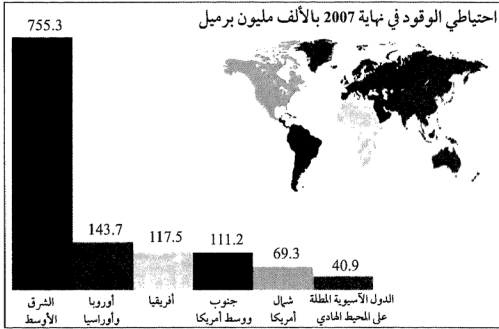 احتياطي الوقود في نهاية 2007 بالألف مليون برميل
755.3
143.7
117.5
111.2
69.3
40.9
الشرق
الأوسط
أوروبا
وأوراسيا
أفريقيا
جنوب
ووسط أمريكا
شمال
أمريكا
الدول الآسيوية المطلة
على المحيط الهادي